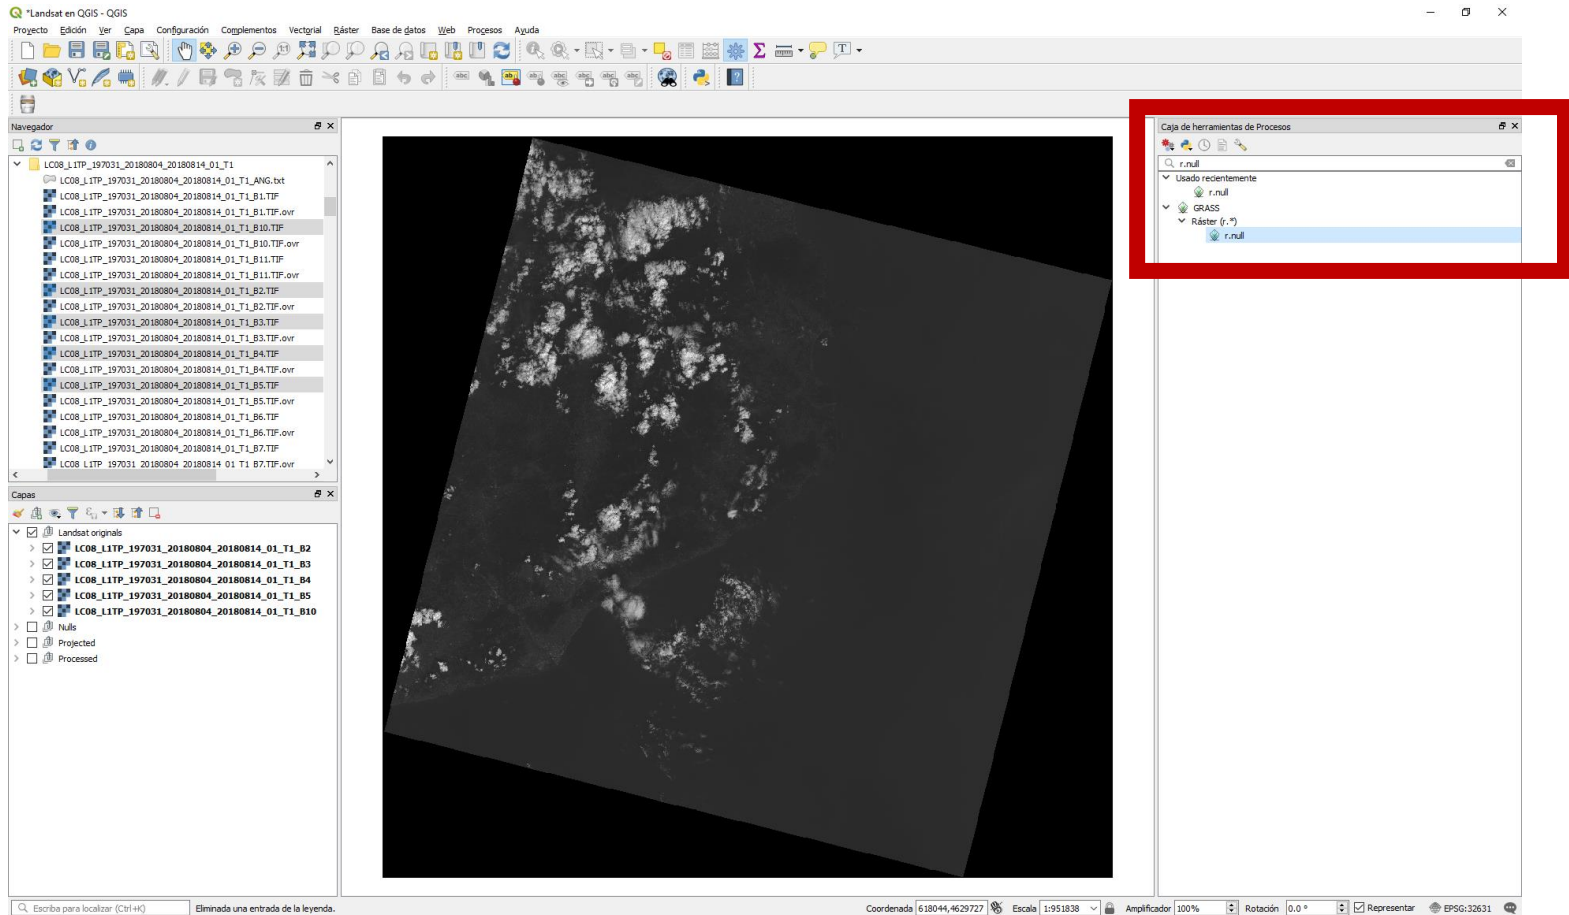 *Landsat en QGIS - QGIS
Proyecto Edición Ver Capa Configuración Complementos Vectorial Ráster Base de datos Web Procesos Ayuda
Navegador
LC08_L1TP_197031_20180804_20180814_01_T1
LC08_L1TP_197031_20180804_20180814_01_T1_ANG.txt
LC08_L1TP_197031_20180804_20180814_01_T1_B1.TIF
LC08_L1TP_197031_20180804_20180814_01_T1_B1.TIF.ovr
LC08_L1TP_197031_20180804_20180814_01_T1_B10.TIF
LC08_L1TP_197031_20180804_20180814_01_T1_B10.TIF.ovr
LC08_L1TP_197031_20180804_20180814_01_T1_B11.TIF
LC08_L1TP_197031_20180804_20180814_01_T1_B11.TIF.ovr
LC08_L1TP_197031_20180804_20180814_01_T1_B2.TIF
LC08_L1TP_197031_20180804_20180814_01_T1_B2.TIF.ovr
LC08_L1TP_197031_20180804_20180814_01_T1_B3.TIF
LC08_L1TP_197031_20180804_20180814_01_T1_B3.TIF.ovr
LC08_L1TP_197031_20180804_20180814_01_T1_B4.TIF
LC08_L1TP_197031_20180804_20180814_01_T1_B4.TIF.ovr
LC08_L1TP_197031_20180804_20180814_01_T1_B5.TIF
LC08_L1TP_197031_20180804_20180814_01_T1_B5.TIF.ovr
LC08_L1TP_197031_20180804_20180814_01_T1_B6.TIF
LC08_L1TP_197031_20180804_20180814_01_T1_B6.TIF.ovr
LC08_L1TP_197031_20180804_20180814_01_T1_B7.TIF
LC08_L1TP_197031_20180804_20180814_01_T1_B7.TIF.ovr
Capas
Landsat originals
LC08_L1TP_197031_20180804_20180814_01_T1_B2
LC08_L1TP_197031_20180804_20180814_01_T1_B3
LC08_L1TP_197031_20180804_20180814_01_T1_B4
LC08_L1TP_197031_20180804_20180814_01_T1_B5
LC08_L1TP_197031_20180804_20180814_01_T1_B10
Nulls
Projected
Processed
Caja de herramientas de Procesos
r.null
Usado recientemente
r.null
GRASS
Ráster (r.*)
r.null
Escriba para localizar (Ctrl+K) Eliminada una entrada de la leyenda. Coordenada 618044,4629727 Escala 1:951838 Amplificador 100% Rotación 0.0 ° Representar EPSG:32631